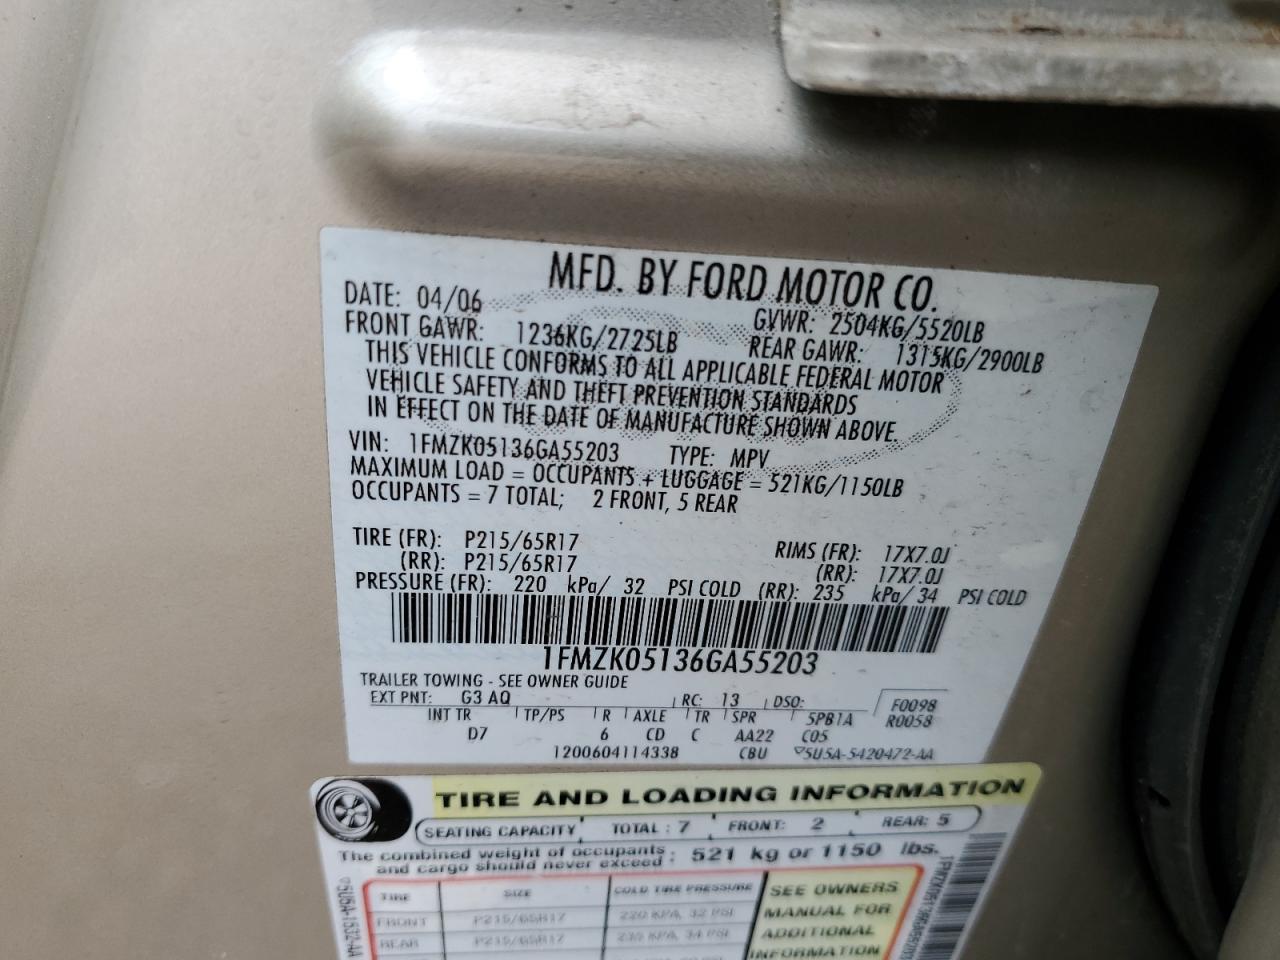 MFD. BY FORD MOTOR CO.
DATE: 04/06 GVWR: 2504KG/5520LB
FRONT GAWR: 1236KG/2725LB REAR GAWR: 1315KG/2900LB
THIS VEHICLE CONFORMS TO ALL APPLICABLE FEDERAL MOTOR
VEHICLE SAFETY AND THEFT PREVENTION STANDARDS
IN EFFECT ON THE DATE OF MANUFACTURE SHOWN ABOVE.
VIN: 1FMZK05136GA55203 TYPE: MPV
MAXIMUM LOAD = OCCUPANTS + LUGGAGE = 521KG/1150LB
OCCUPANTS = 7 TOTAL; 2 FRONT, 5 REAR
TIRE (FR): P215/65R17 RIMS (FR): 17X7.0J
(RR): P215/65R17 (RR): 17X7.0J
PRESSURE (FR): 220 kPa/ 32 PSI COLD (RR): 235 kPa/ 34 PSI COLD
1FMZK05136GA55203
TRAILER TOWING - SEE OWNER GUIDE
EXT PNT: G3 AQ RC: 13 DSO: F0098
INT TR TP/PS R AXLE TR SPR 5PB1A R0058
D7 6 CD C AA22 C05
1200604114338 CBU 5U5A-5420472-AA
TIRE AND LOADING INFORMATION
SEATING CAPACITY TOTAL : 7 FRONT: 2 REAR: 5
The combined weight of occupants
and cargo should never exceed : 521 kg or 1150 lbs.
TIRE SIZE COLD TIRE PRESSURE SEE OWNERS
FRONT P215/65R17 220 KPA, 32 PSI MANUAL FOR
REAR P215/65R17 235 KPA, 34 PSI ADDITIONAL
INFORMATION
5U5A-1532-AA